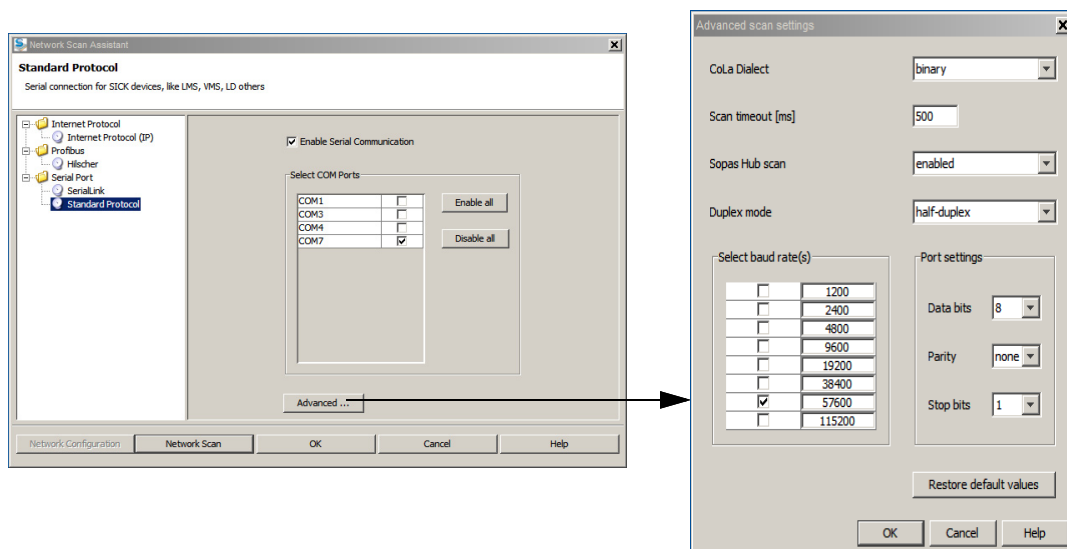 Network Scan Assistant
Standard Protocol
Serial connection for SICK devices, like LMS, VMS, LD others
Internet Protocol
Internet Protocol (IP)
Profibus
Hilscher
Serial Port
SerialLink
Standard Protocol
Enable Serial Communication
Select COM Ports
COM1
COM3
COM4
COM7
Enable all
Disable all
Advanced ...
Network Configuration
Network Scan
OK
Cancel
Help
Advanced scan settings
CoLa Dialect
binary
Scan timeout [ms]
500
Sopas Hub scan
enabled
Duplex mode
half-duplex
Select baud rate(s)
1200
2400
4800
9600
19200
38400
57600
115200
Port settings
Data bits
8
Parity
none
Stop bits
1
Restore default values
OK
Cancel
Help